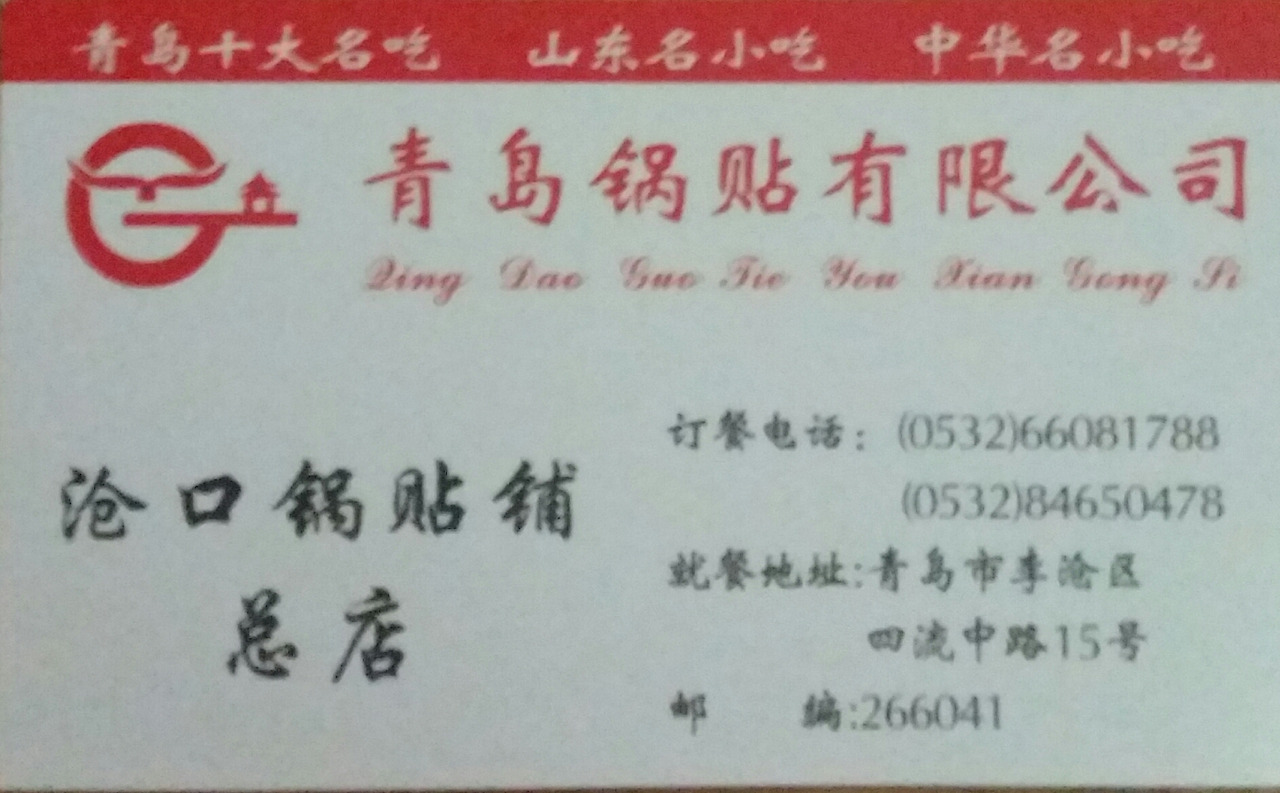 青岛十大名吃 山东名小吃 中华名小吃
青岛锅贴有限公司
Qing Dao Guo Tie You Xian Gong Si
沧口锅贴铺
总店
订餐电话：(0532)66081788
(0532)84650478
就餐地址:青岛市李沧区
四流中路15号
邮 编:266041